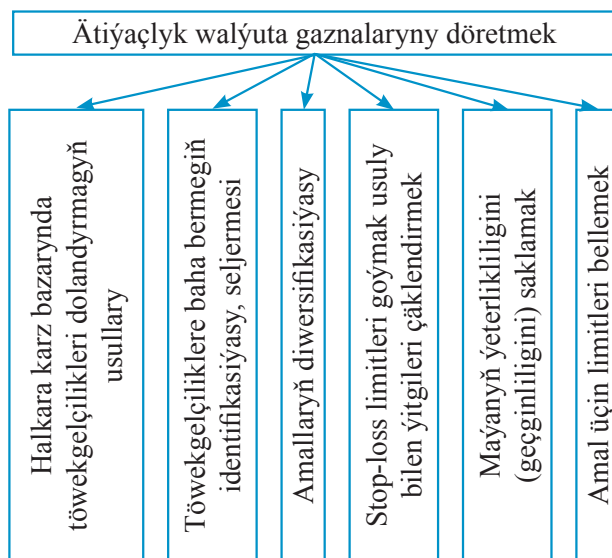 Ätiýaçlyk walýuta gaznalaryny döretmek
Halkara karz bazarynda
töwekgelçilikleri dolandyrmagyň
usullary
Töwekgelçiliklere baha bermegiň
identifikasiýasy, seljermesi
Amallaryň diwersifikasiýasy
Stop-loss limitleri goýmak usuly
bilen ýitgileri çäklendirmek
Maýanyň ýeterlikliligini
(geçginliligini) saklamak
Amal üçin limitleri bellemek